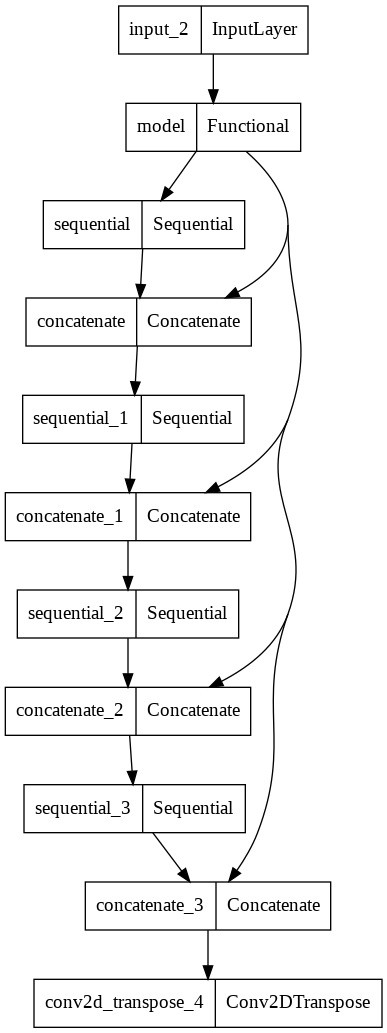 input_2 InputLayer
model Functional
sequential Sequential
concatenate Concatenate
sequential_1 Sequential
concatenate_1 Concatenate
sequential_2 Sequential
concatenate_2 Concatenate
sequential_3 Sequential
concatenate_3 Concatenate
conv2d_transpose_4 Conv2DTranspose